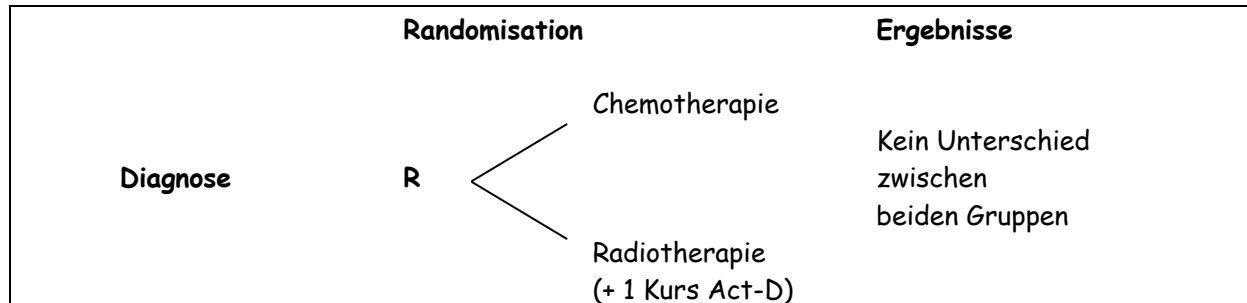 Randomisation Ergebnisse
Chemotherapie
Kein Unterschied
Diagnose R zwischen
beiden Gruppen
Radiotherapie
(+ 1 Kurs Act-D)